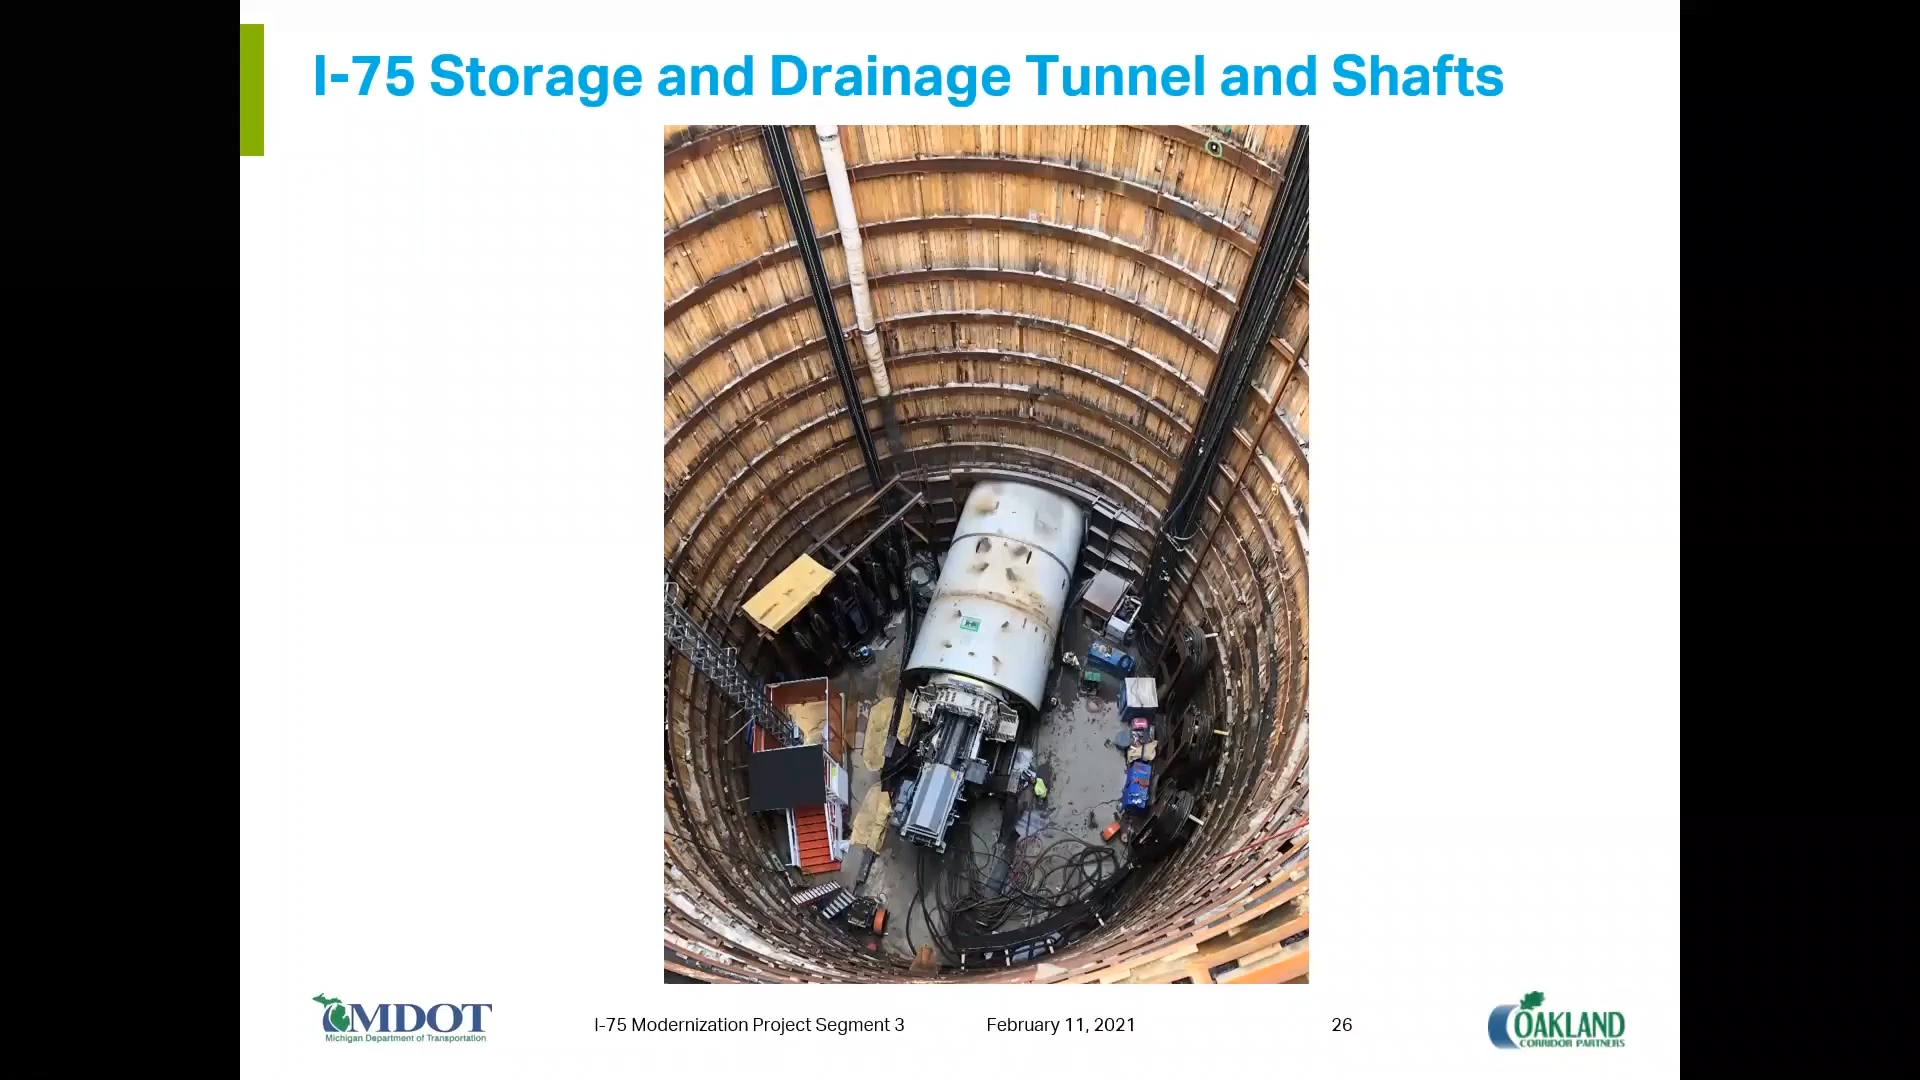 I-75 Storage and Drainage Tunnel and Shafts
MDOT
Michigan Department of Transportation
I-75 Modernization Project Segment 3
February 11, 2021
26
OAKLAND
CORRIDOR PARTNERS